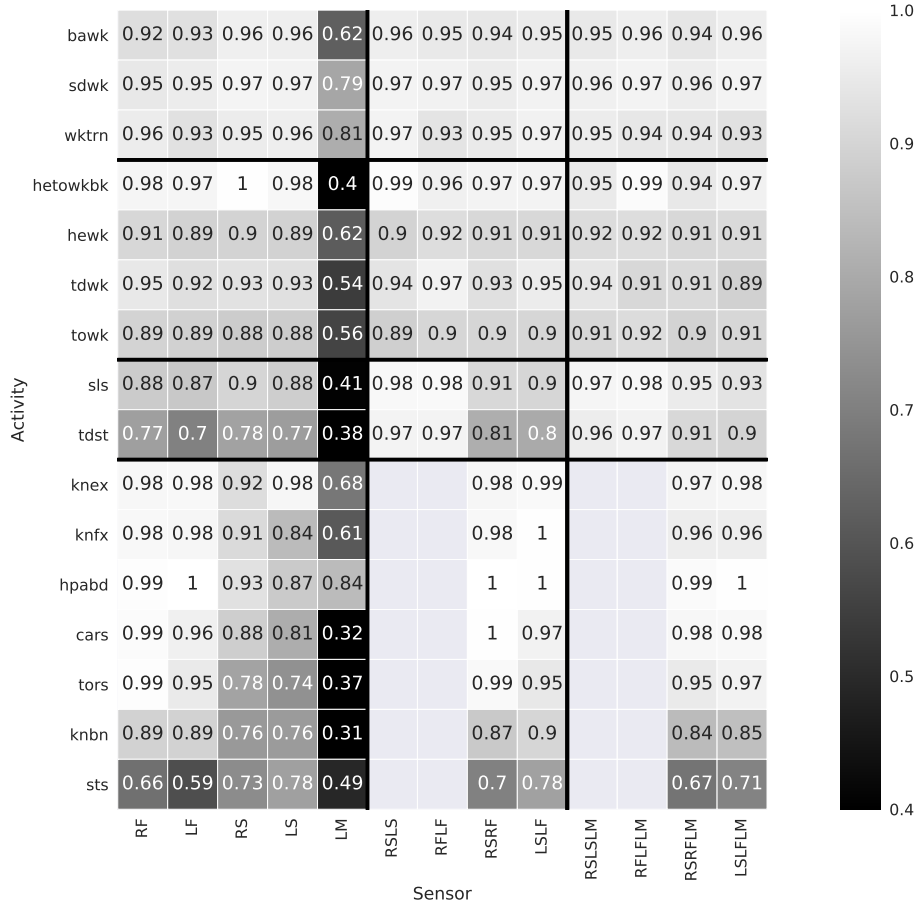 bawk 0.92 0.93 0.96 0.96 0.62 0.96 0.95 0.94 0.95 0.95 0.96 0.94 0.96
sdwk 0.95 0.95 0.97 0.97 0.79 0.97 0.97 0.95 0.97 0.96 0.97 0.96 0.97
wktrn 0.96 0.93 0.95 0.96 0.81 0.97 0.93 0.95 0.97 0.95 0.94 0.94 0.93
hetowkbk 0.98 0.97 1 0.98 0.4 0.99 0.96 0.97 0.97 0.95 0.99 0.94 0.97
hewk 0.91 0.89 0.9 0.89 0.62 0.9 0.92 0.91 0.91 0.92 0.92 0.91 0.91
tdwk 0.95 0.92 0.93 0.93 0.54 0.94 0.97 0.93 0.95 0.94 0.91 0.91 0.89
towk 0.89 0.89 0.88 0.88 0.56 0.89 0.9 0.9 0.9 0.91 0.92 0.9 0.91
sls 0.88 0.87 0.9 0.88 0.41 0.98 0.98 0.91 0.9 0.97 0.98 0.95 0.93
tdst 0.77 0.7 0.78 0.77 0.38 0.97 0.97 0.81 0.8 0.96 0.97 0.91 0.9
knex 0.98 0.98 0.92 0.98 0.68 0.98 0.99 0.97 0.98
knfx 0.98 0.98 0.91 0.84 0.61 0.98 1 0.96 0.96
hpabd 0.99 1 0.93 0.87 0.84 1 1 0.99 1
cars 0.99 0.96 0.88 0.81 0.32 1 0.97 0.98 0.98
tors 0.99 0.95 0.78 0.74 0.37 0.99 0.95 0.95 0.97
knbn 0.89 0.89 0.76 0.76 0.31 0.87 0.9 0.84 0.85
sts 0.66 0.59 0.73 0.78 0.49 0.7 0.78 0.67 0.71
RF LF RS LS LM RSLS RFLF RSRF LSLF RSLSLM RFLFLM RSRFLM LSLFLM
Sensor
Activity
1.0
0.9
0.8
0.7
0.6
0.5
0.4